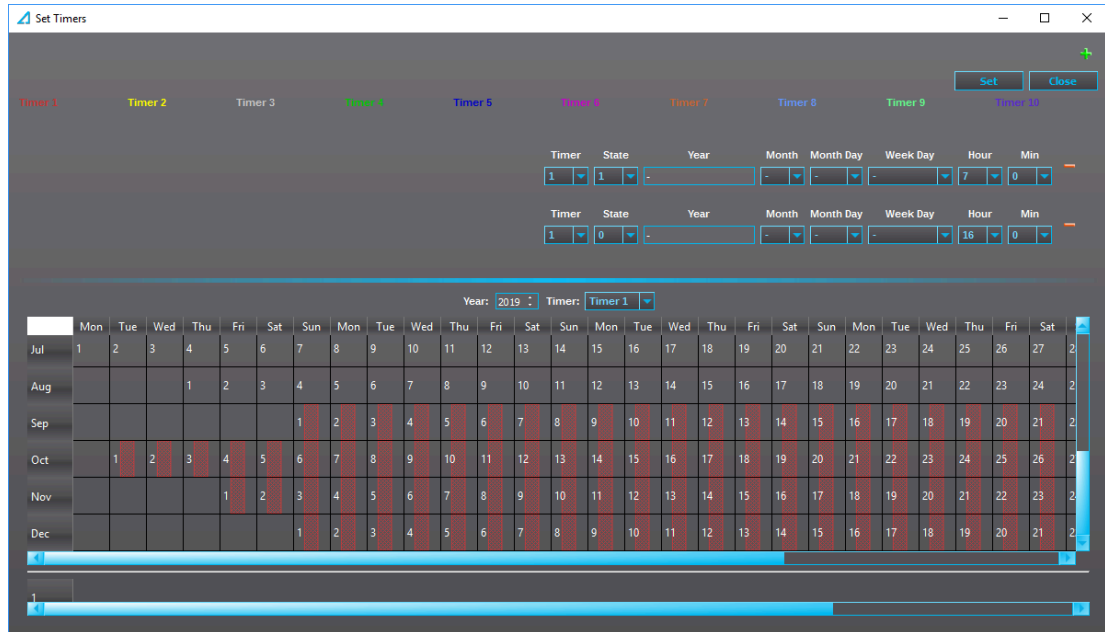 Set Timers
Set Close
Timer 1 Timer 2 Timer 3 Timer 4 Timer 5 Timer 6 Timer 7 Timer 8 Timer 9 Timer 10
Timer State Year Month Month Day Week Day Hour Min
1 1 - - - - 7 0
Timer State Year Month Month Day Week Day Hour Min
1 0 - - - - 16 0
Year: 2019 Timer: Timer 1
Mon Tue Wed Thu Fri Sat Sun Mon Tue Wed Thu Fri Sat Sun Mon Tue Wed Thu Fri Sat Sun Mon Tue Wed Thu Fri Sat
Jul 1 2 3 4 5 6 7 8 9 10 11 12 13 14 15 16 17 18 19 20 21 22 23 24 25 26 27
Aug 1 2 3 4 5 6 7 8 9 10 11 12 13 14 15 16 17 18 19 20 21 22 23 24
Sep 1 2 3 4 5 6 7 8 9 10 11 12 13 14 15 16 17 18 19 20 21
Oct 1 2 3 4 5 6 7 8 9 10 11 12 13 14 15 16 17 18 19 20 21 22 23 24 25 26
Nov 1 2 3 4 5 6 7 8 9 10 11 12 13 14 15 16 17 18 19 20 21 22 23
Dec 1 2 3 4 5 6 7 8 9 10 11 12 13 14 15 16 17 18 19 20 21
1